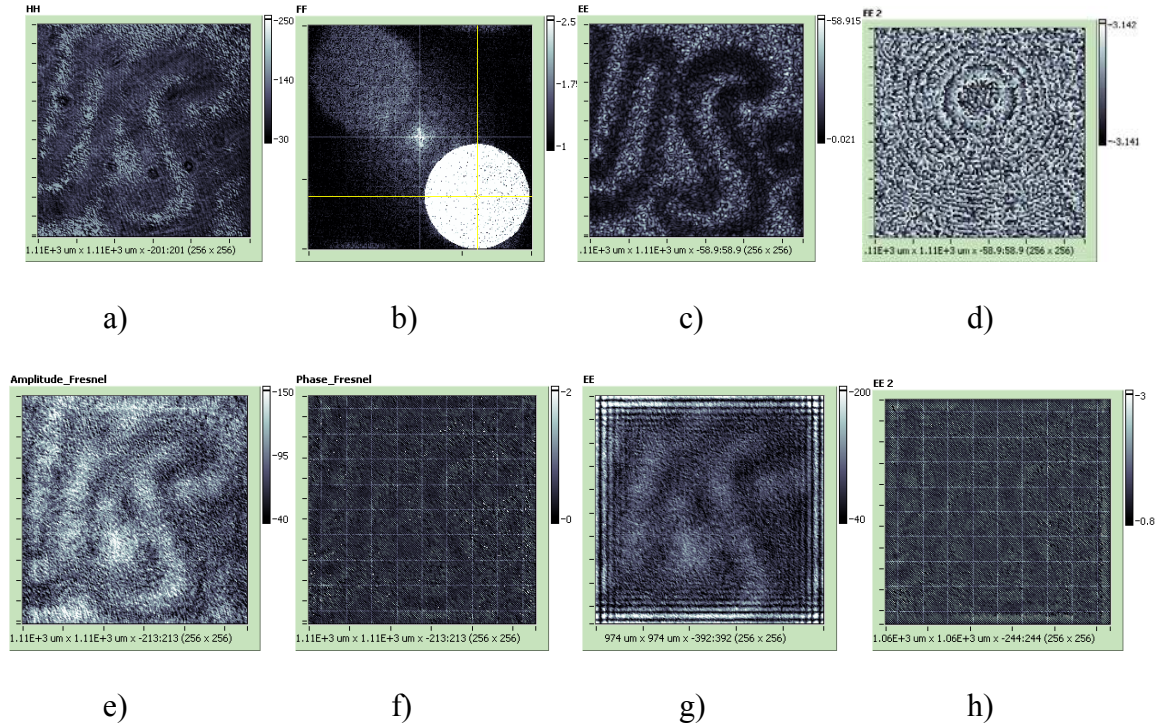 HH
-250
-140
-30
1.11E+3 um x 1.11E+3 um x -201:201 (256 x 256)
FF
-2.5
-1.75
-1
EE
-58.915
-0.021
.11E+3 um x 1.11E+3 um x -58.9:58.9 (256 x 256)
EE 2
-3.142
-3.141
.11E+3 um x 1.11E+3 um x -58.9:58.9 (256 x 256)
a)
b)
c)
d)
Amplitude_Fresnel
-150
-95
-40
1.11E+3 um x 1.11E+3 um x -213:213 (256 x 256)
Phase_Fresnel
-2
-0
1.11E+3 um x 1.11E+3 um x -213:213 (256 x 256)
EE
-200
-40
974 um x 974 um x -392:392 (256 x 256)
EE 2
-3
-0.8
1.06E+3 um x 1.06E+3 um x -244:244 (256 x 256)
e)
f)
g)
h)